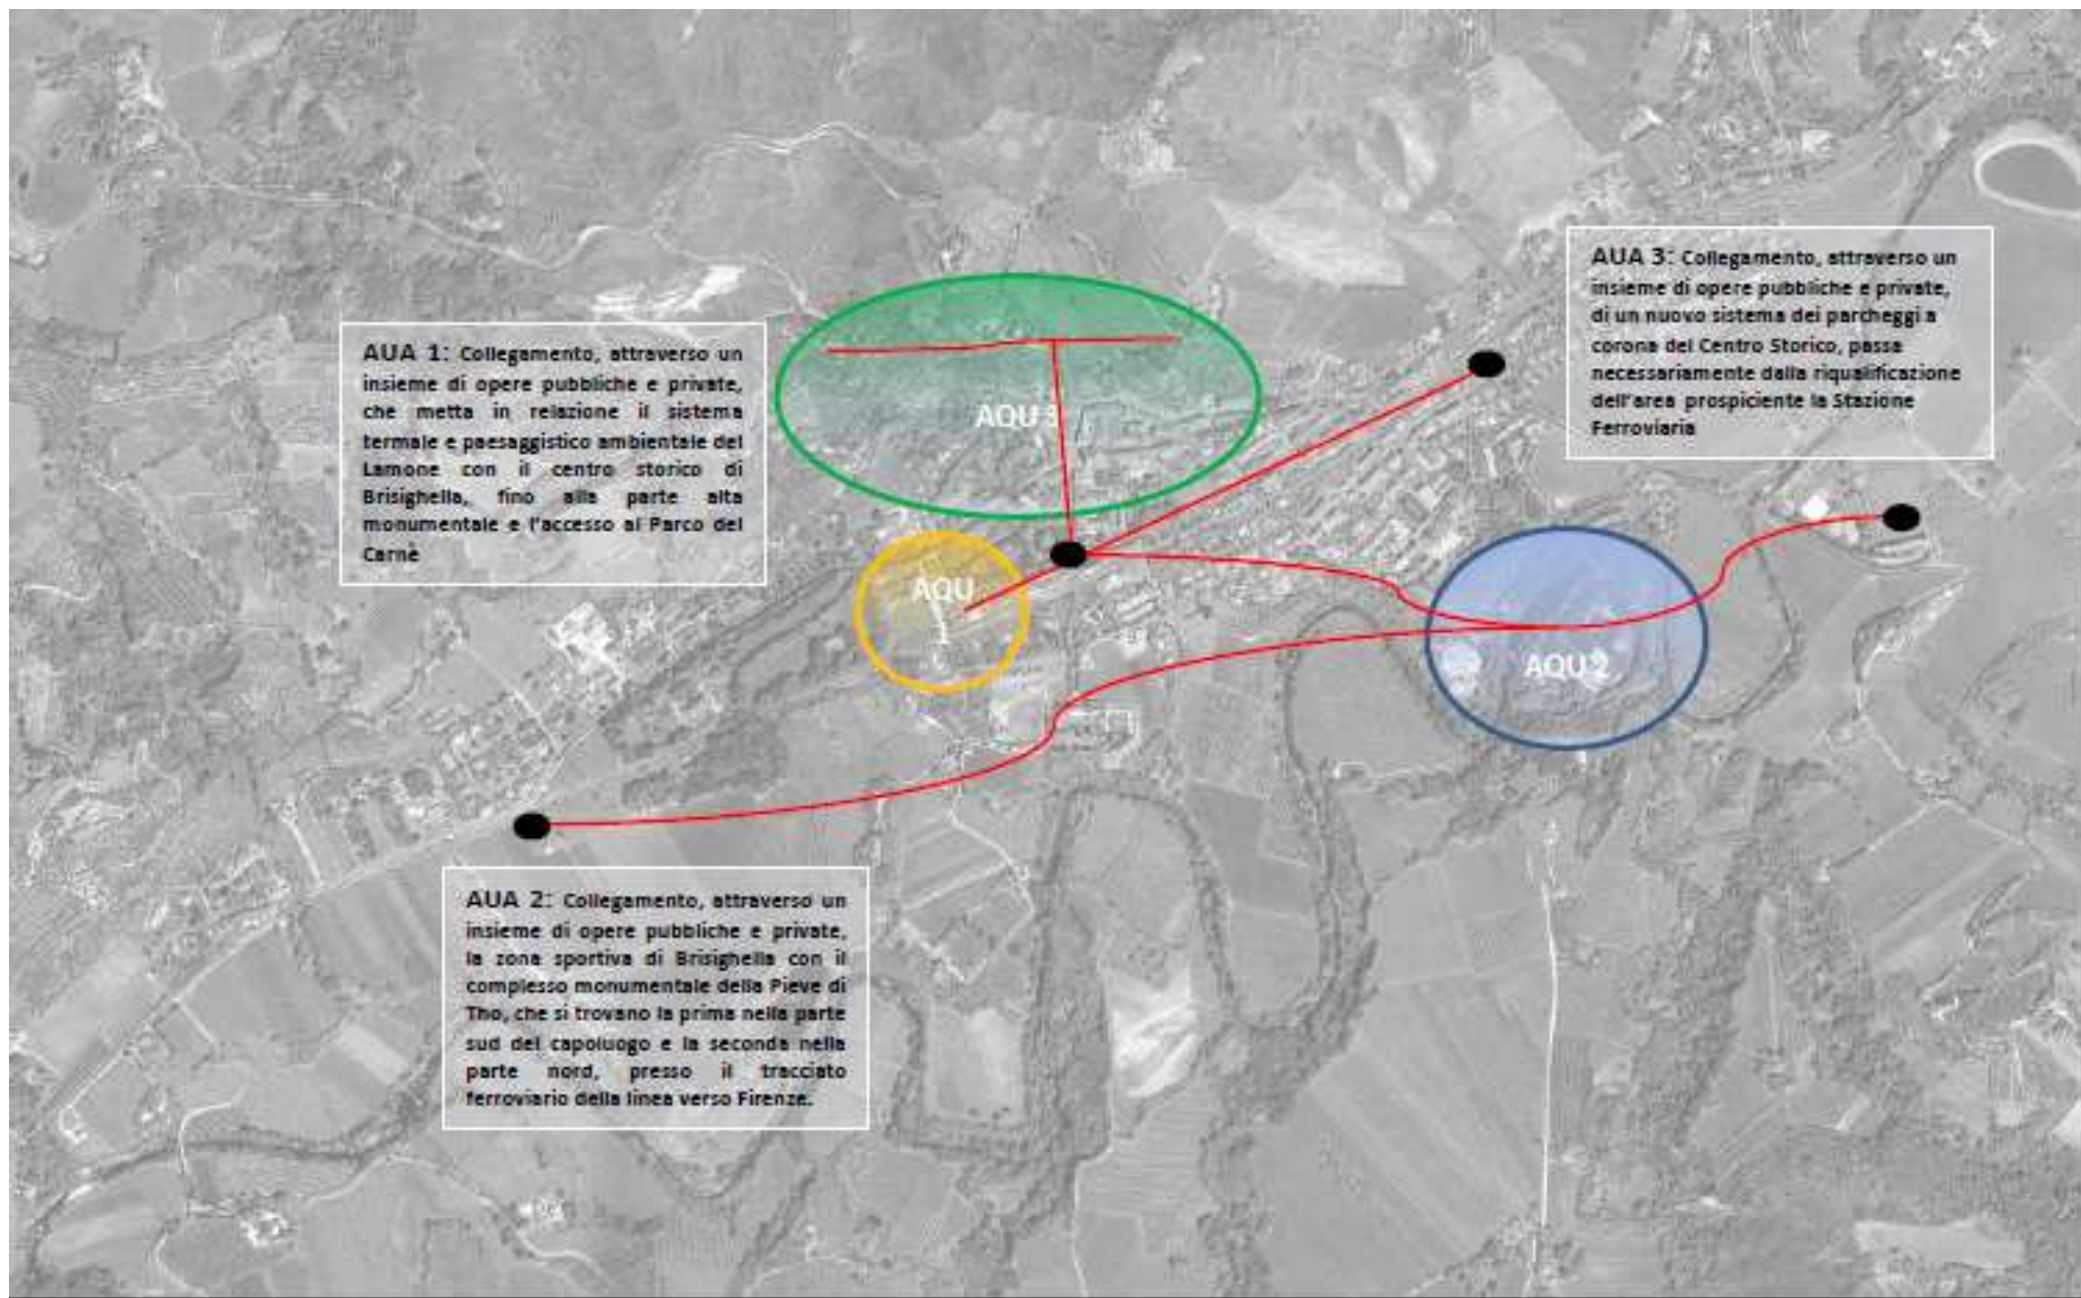 AUA 1: Collegamento, attraverso un
insieme di opere pubbliche e private,
che metta in relazione il sistema
termale e paesaggistico ambientale del
Lamone con il centro storico di
Brisighella, fino alla parte alta
monumentale e l'accesso al Parco del
Carnè
AUA 3: Collegamento, attraverso un
insieme di opere pubbliche e private,
di un nuovo sistema dei parcheggi a
corona del Centro Storico, passa
necessariamente dalla riqualificazione
dell'area prospiciente la Stazione
Ferroviaria
AQU 3
AQU
1
AQU 2
AUA 2: Collegamento, attraverso un
insieme di opere pubbliche e private,
la zona sportiva di Brisighella con il
complesso monumentale della Pieve di
Tho, che si trovano la prima nella parte
sud del capoluogo e la seconda nella
parte nord, presso il tracciato
ferroviario della linea verso Firenze.